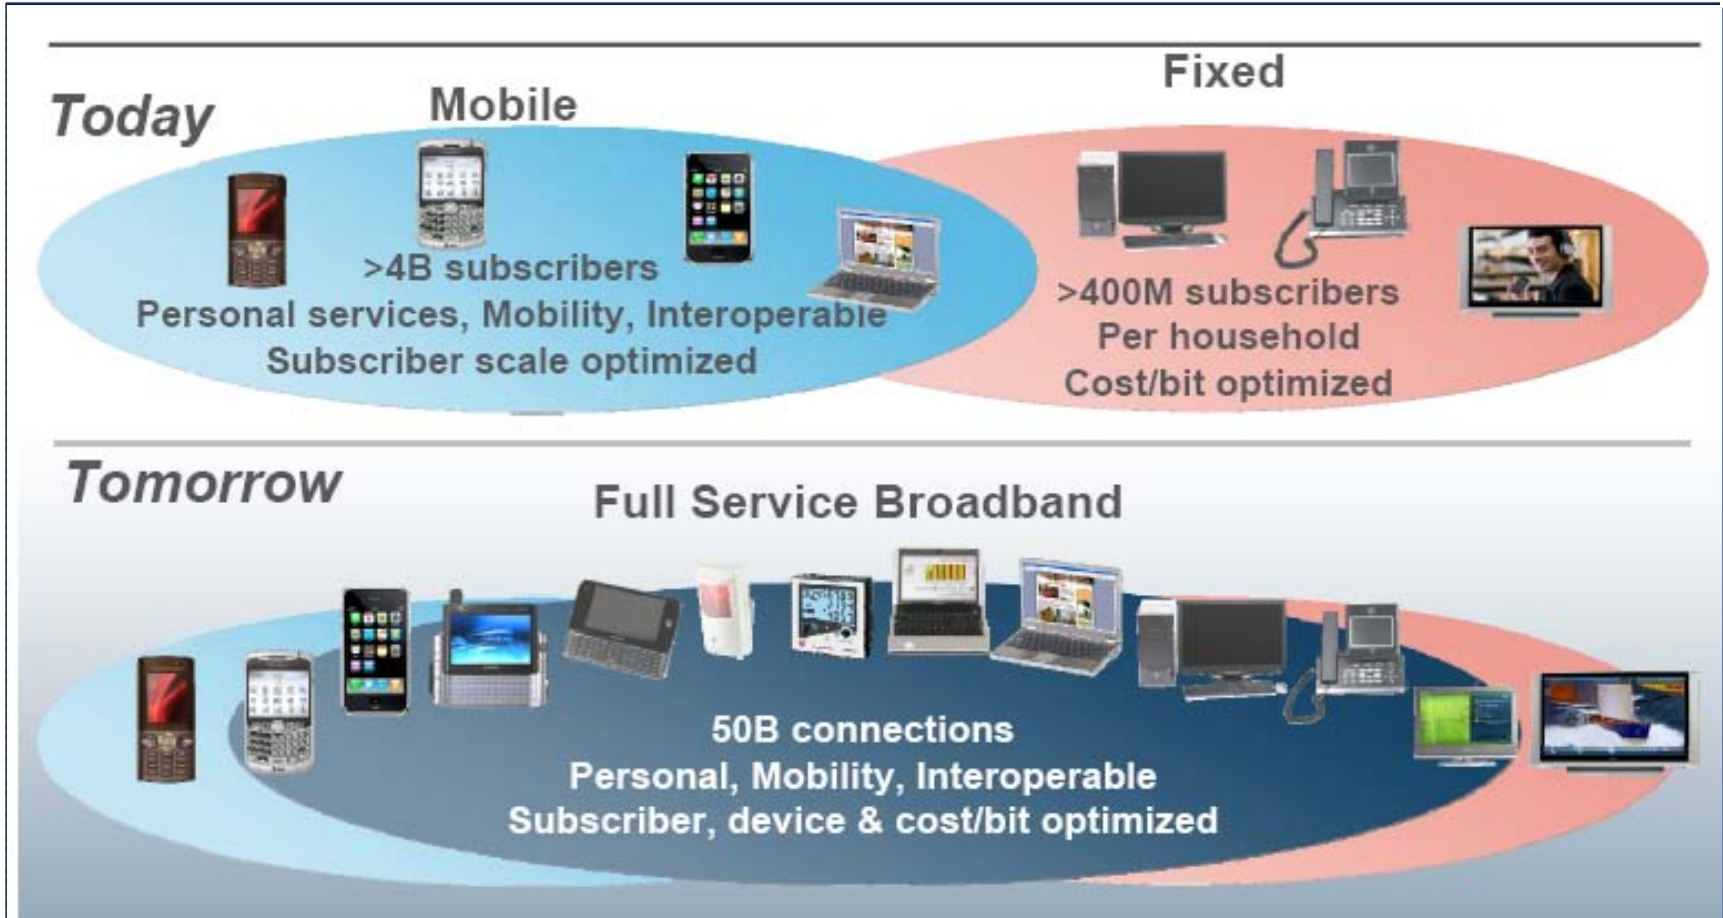 Today
Mobile
Fixed
>4B subscribers
Personal services, Mobility, Interoperable
Subscriber scale optimized
>400M subscribers
Per household
Cost/bit optimized
Tomorrow
Full Service Broadband
50B connections
Personal, Mobility, Interoperable
Subscriber, device & cost/bit optimized